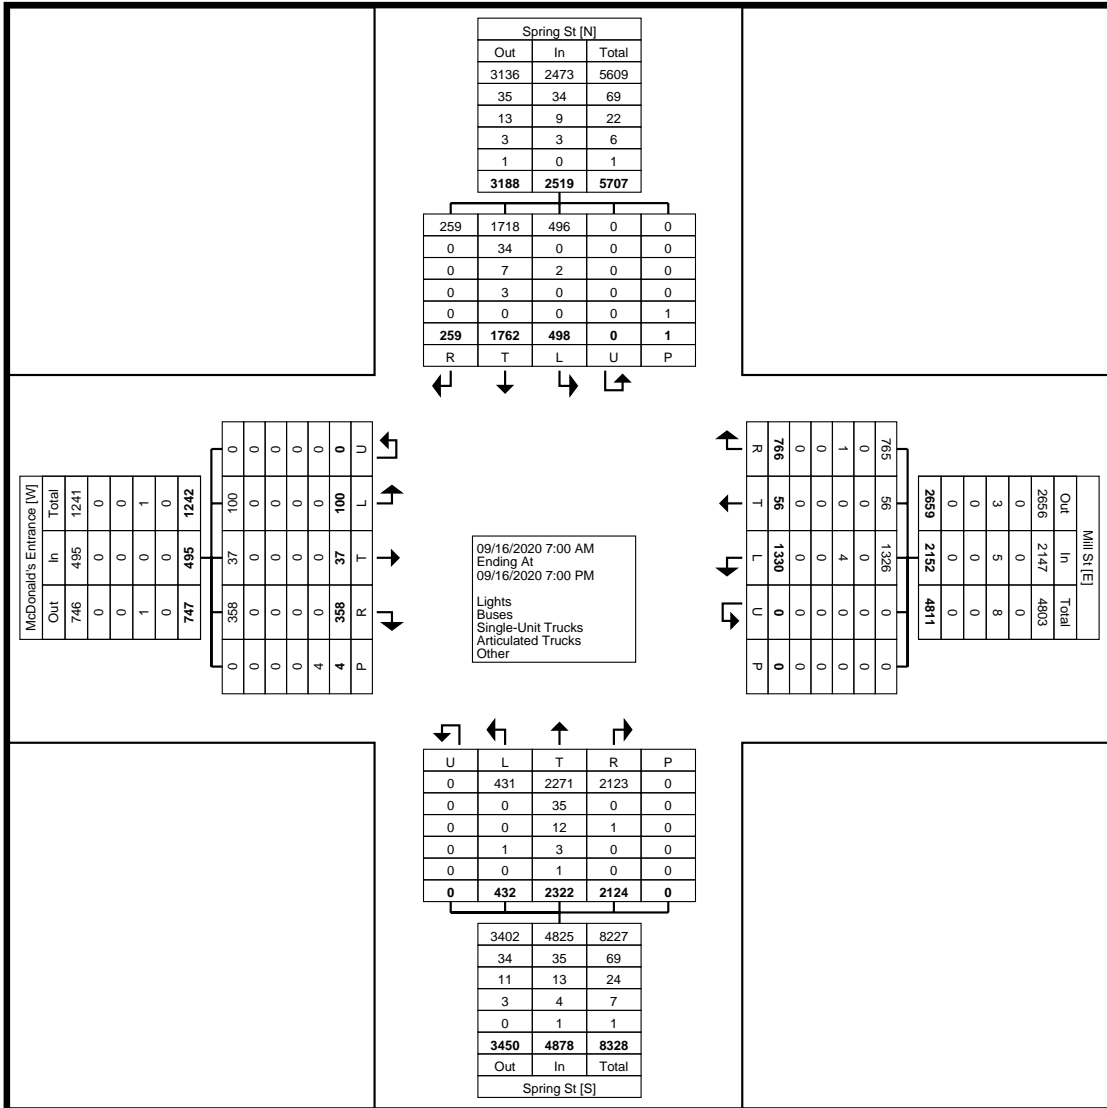 Spring St [N]
Out In Total
3136 2473 5609
35 34 69
13 9 22
3 3 6
1 0 1
3188 2519 5707
259 1718 496 0 0
0 34 0 0 0
0 7 2 0 0
0 3 0 0 0
0 0 0 0 1
259 1762 498 0 1
R T L U P
McDonald's Entrance [W]
Out In Total
746 495 1241
0 0 0
0 0 0
1 0 1
0 0 0
747 495 1242
0 358 37 100 0
0 0 0 0 0
0 0 0 0 0
0 0 0 0 0
4 0 0 0 0
4 358 37 100 0
P R T L U
09/16/2020 7:00 AM
Ending At
09/16/2020 7:00 PM
Lights
Buses
Single-Unit Trucks
Articulated Trucks
Other
Mill St [E]
Out In Total
2656 2147 4803
0 0 0
3 5 8
0 0 0
0 0 0
2659 2152 4811
765 56 1326 0 0
0 0 0 0 0
1 0 4 0 0
0 0 0 0 0
0 0 0 0 0
766 56 1330 0 0
R T L U P
U L T R P
0 431 2271 2123 0
0 0 35 0 0
0 0 12 1 0
0 1 3 0 0
0 0 1 0 0
0 432 2322 2124 0
3402 4825 8227
34 35 69
11 13 24
3 4 7
0 1 1
3450 4878 8328
Out In Total
Spring St [S]